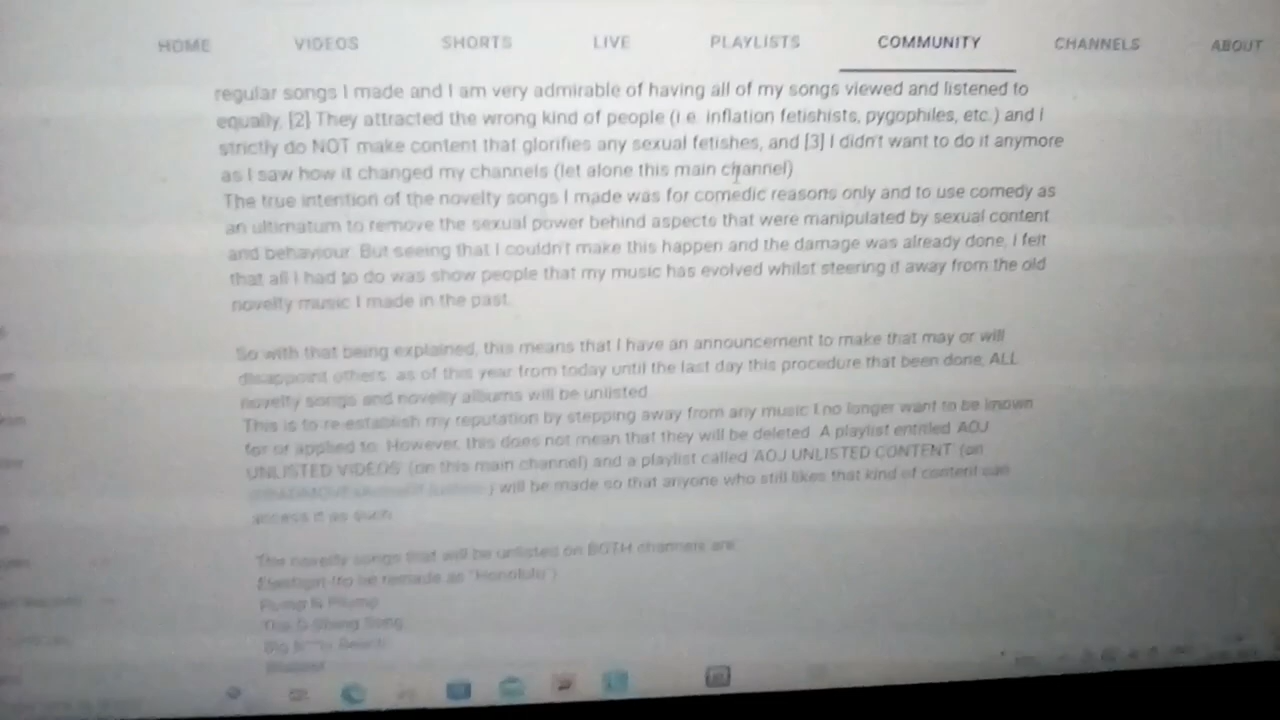 HOME VIDEOS SHORTS LIVE PLAYLISTS COMMUNITY CHANNELS ABOUT
regular songs I made and I am very admirable of having all of my songs viewed and listened to
equally, [2] They attracted the wrong kind of people (i.e. inflation fetishists, pygophiles, etc.) and I
strictly do NOT make content that glorifies any sexual fetishes, and [3] I didn't want to do it anymore
as I saw how it changed my channels (let alone this main channel)
The true intention of the novelty songs I made was for comedic reasons only and to use comedy as
an ultimatum to remove the sexual power behind aspects that were manipulated by sexual content
and behaviour. But seeing that I couldn't make this happen and the damage was already done, I felt
that all I had to do was show people that my music has evolved whilst steering it away from the old
novelty music I made in the past.
So with that being explained, this means that I have an announcement to make that may or will
disappoint others. as of this year from today until the last day this procedure that been done, ALL
novelty songs and novelty albums will be unlisted.
This is to re-establish my reputation by stepping away from any music I no longer want to be known
for or applied to. However, this does not mean that they will be deleted. A playlist entitled AOJ
UNLISTED VIDEOS (on this main channel) and a playlist called AOJ UNLISTED CONTENT (on
) will be made so that anyone who still likes that kind of content can
access it as such.
The novelty songs that will be unlisted on BOTH channels are:
(to be remade as "Honolulu")
Pump N Plump
The G-String Song
Big Beach